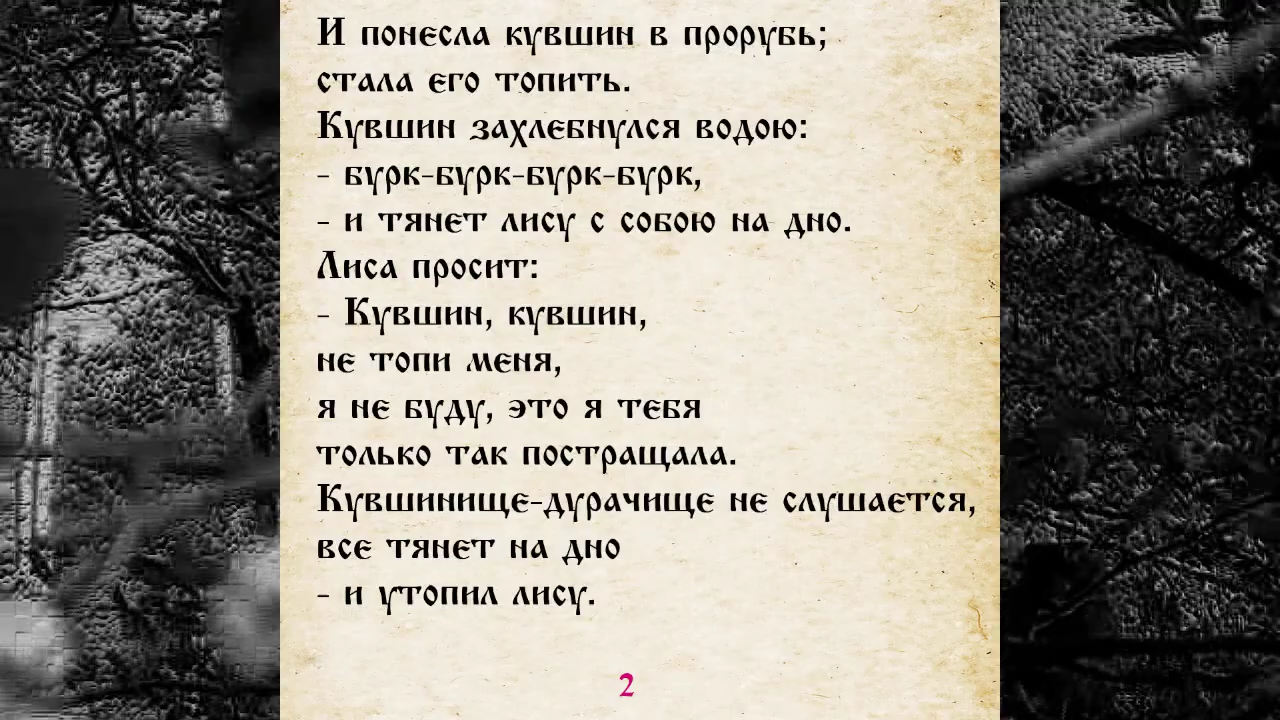 И понесла кувшин в прорубь;
стала его топить.
Кувшин захлебнулся водою:
- бурк-бурк-бурк-бурк,
- и тянет лису с собою на дно.
Лиса просит:
- Кувшин, кувшин,
не топи меня,
я не буду, это я тебя
только так постращала.
Кувшинище-дурачище не слушается,
все тянет на дно
- и утопил лису.
2